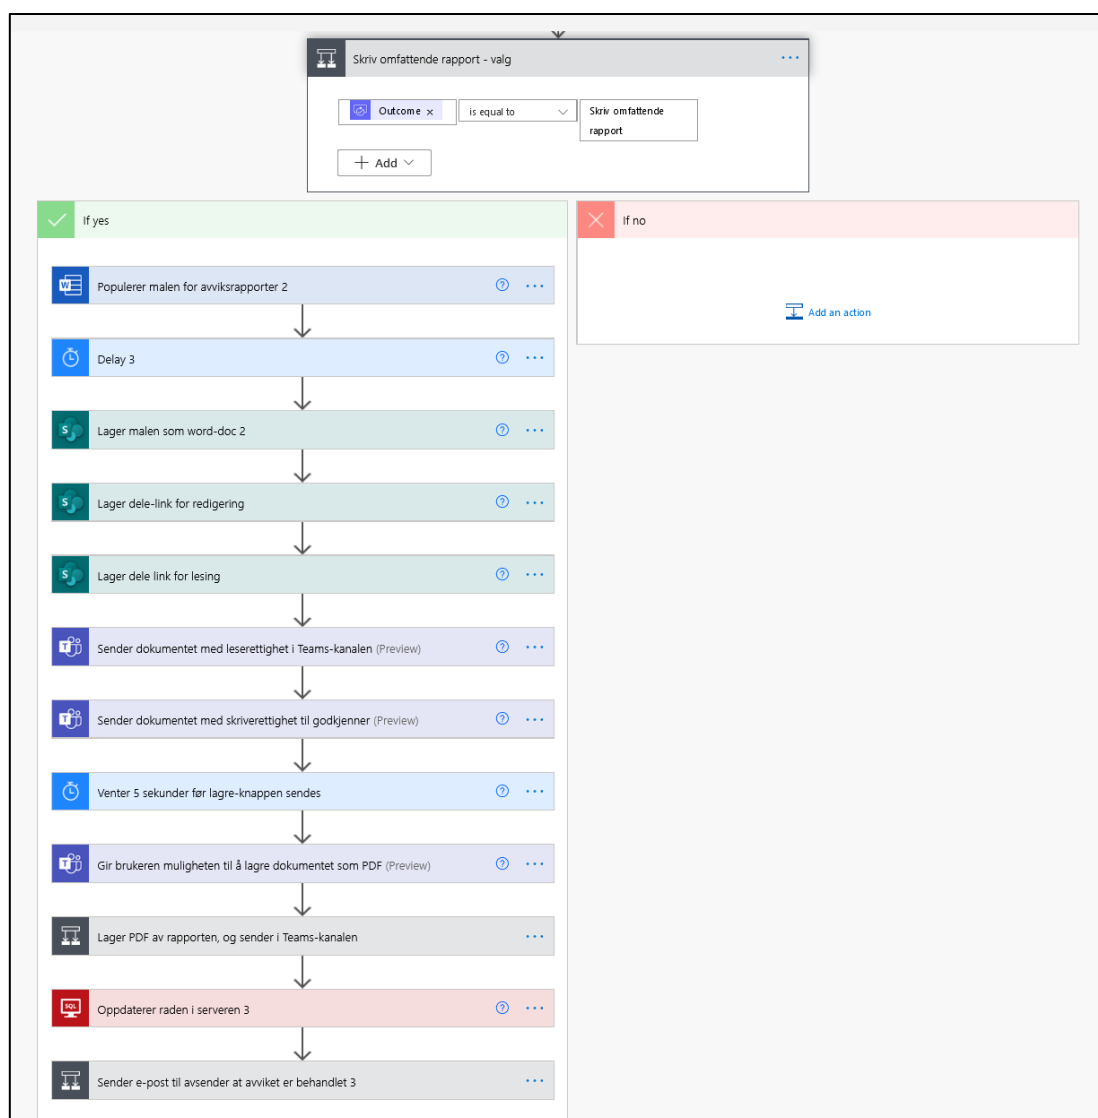 Skriv omfattende rapport - valg
Outcome × is equal to Skriv omfattende
rapport
+ Add
If yes
If no
Populerer malen for avviksrapporter 2
Add an action
Delay 3
Lager malen som word-doc 2
Lager dele-link for redigering
Lager dele link for lesing
Sender dokumentet med leserettighet i Teams-kanalen (Preview)
Sender dokumentet med skriverettighet til godkjenner (Preview)
Venter 5 sekunder før lagre-knappen sendes
Gir brukeren muligheten til å lagre dokumentet som PDF (Preview)
Lager PDF av rapporten, og sender i Teams-kanalen
SQL
Oppdaterer raden i serveren 3
Sender e-post til avsender at avviket er behandlet 3